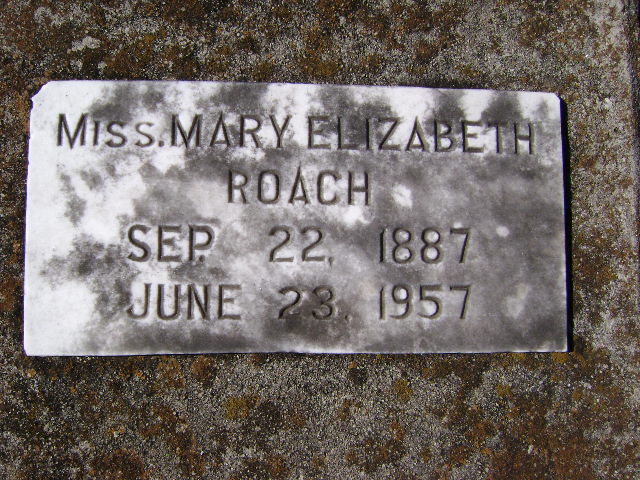 MISS. MARY ELIZABETH
ROACH
SEP. 22, 1887
JUNE 23, 1957